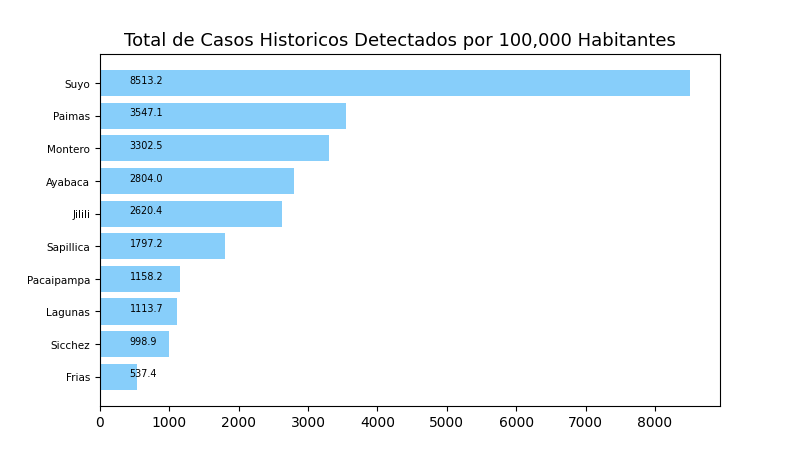 Total de Casos Historicos Detectados por 100,000 Habitantes
Suyo 8513.2
Paimas 3547.1
Montero 3302.5
Ayabaca 2804.0
Jilili 2620.4
Sapillica 1797.2
Pacaipampa 1158.2
Lagunas 1113.7
Sicchez 998.9
Frias 537.4
0 1000 2000 3000 4000 5000 6000 7000 8000